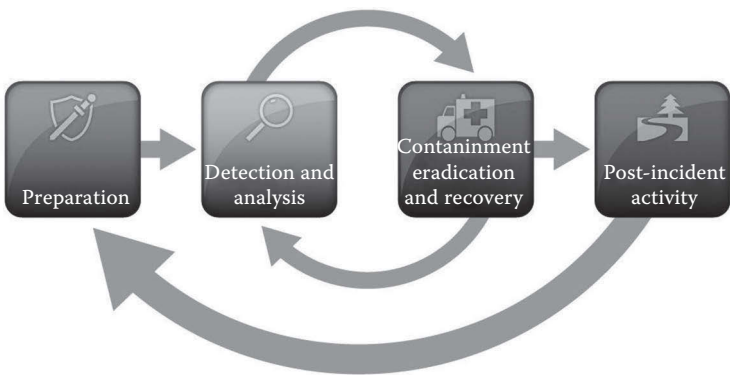 Preparation
Detection and
analysis
Contaninment
eradication
and recovery
Post-incident
activity